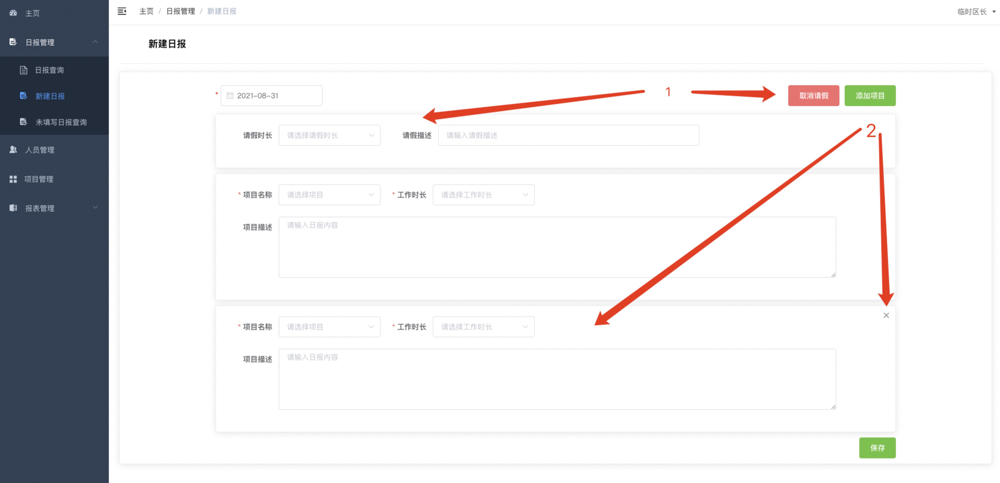 主页
日报管理
日报查询
新建日报
未填写日报查询
人员管理
项目管理
报表管理
主页 / 日报管理 / 新建日报
临时区长
新建日报
* 2021-08-31
1
取消请假
添加项目
请假时长 请选择请假时长 请假描述 请输入请假描述
2
* 项目名称 请选择项目 * 工作时长 请选择工作时长
项目描述 请输入日报内容
* 项目名称 请选择项目 * 工作时长 请选择工作时长
项目描述 请输入日报内容
保存